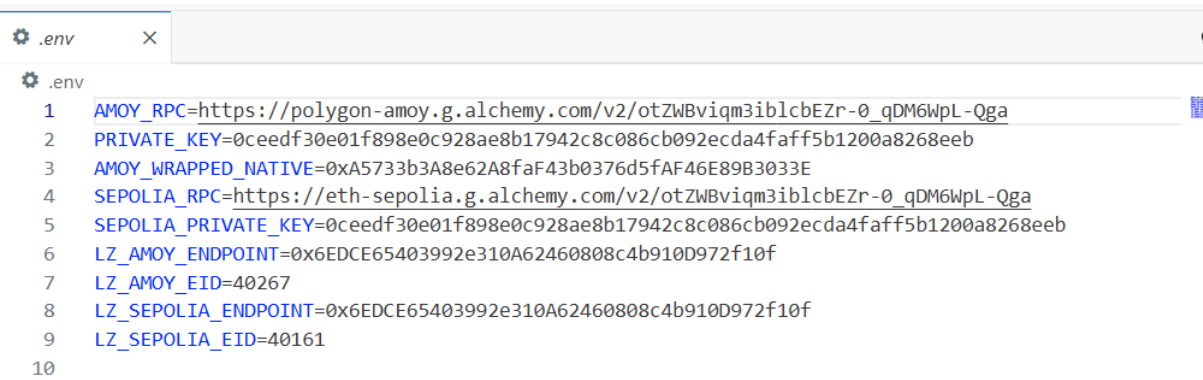 .env
.env
1 AMOY_RPC=https://polygon-amoy.g.alchemy.com/v2/otZWBviqm3iblcbEZr-0_qDM6WpL-Qga
2 PRIVATE_KEY=0ceedf30e01f898e0c928ae8b17942c8c086cb092ecda4faff5b1200a8268eeb
3 AMOY_WRAPPED_NATIVE=0xA5733b3A8e62A8faF43b0376d5fAF46E89B3033E
4 SEPOLIA_RPC=https://eth-sepolia.g.alchemy.com/v2/otZWBviqm3iblcbEZr-0_qDM6WpL-Qga
5 SEPOLIA_PRIVATE_KEY=0ceedf30e01f898e0c928ae8b17942c8c086cb092ecda4faff5b1200a8268eeb
6 LZ_AMOY_ENDPOINT=0x6EDCE65403992e310A62460808c4b910D972f10f
7 LZ_AMOY_EID=40267
8 LZ_SEPOLIA_ENDPOINT=0x6EDCE65403992e310A62460808c4b910D972f10f
9 LZ_SEPOLIA_EID=40161
10